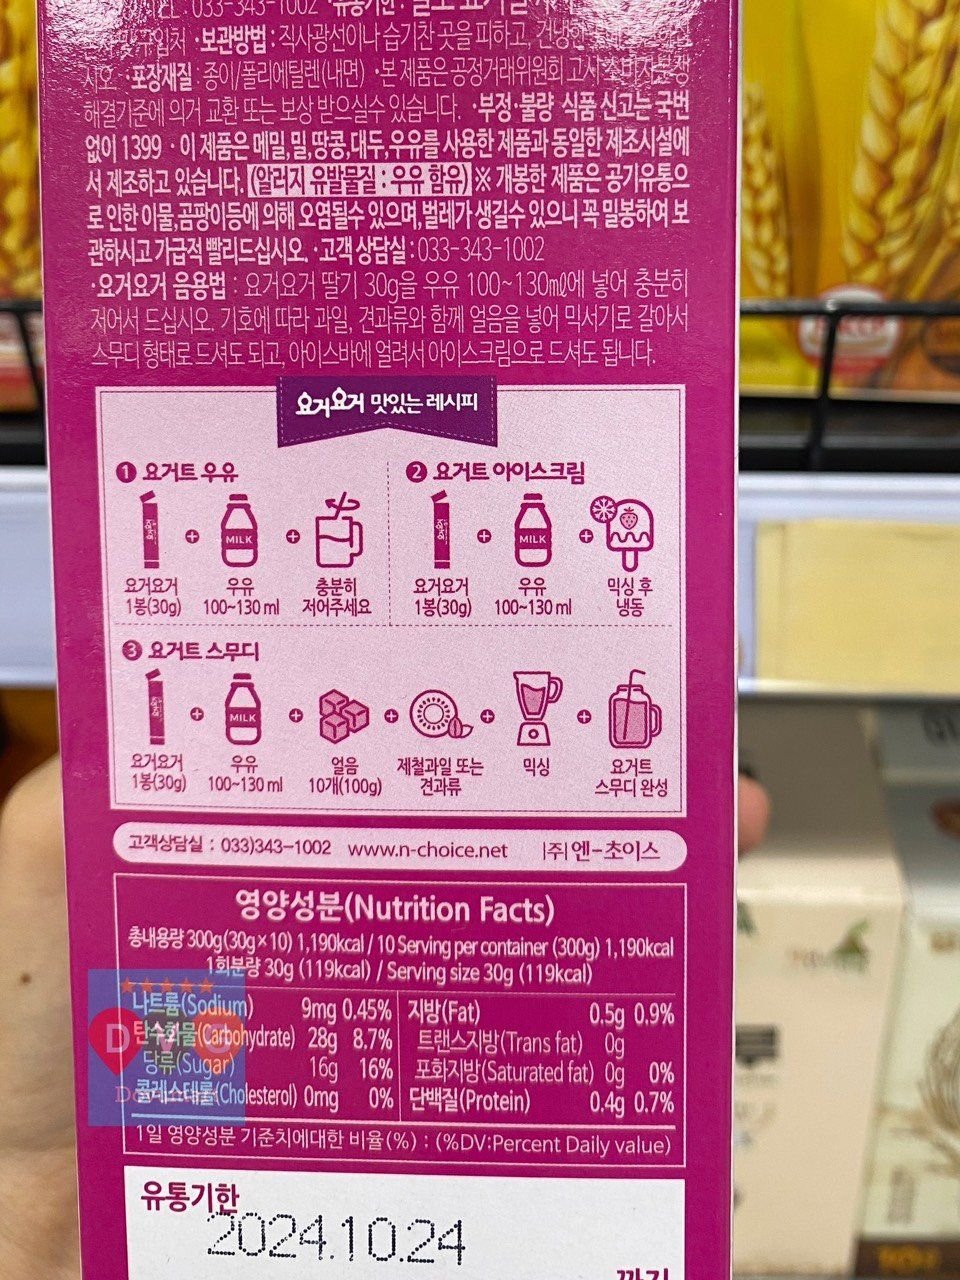 TEL : 033-343-1002 ·유통기한 :
·보관방법 : 직사광선이나 습기찬 곳을 피하고,
시오 ·포장재질 : 종이/폴리에틸렌(내면) ·본 제품은 공정거래위원회 고시 소비자분쟁
해결기준에 의거 교환 또는 보상 받으실수 있습니다. ·부정·불량 식품 신고는 국번
없이 1399 ·이 제품은 메밀,밀,땅콩,대두,우유를 사용한 제품과 동일한 제조시설에
서 제조하고 있습니다. (알러지 유발물질 : 우유 함유) ※ 개봉한 제품은 공기유통으
로 인한 이물,곰팡이등에 의해 오염될수 있으며,벌레가 생길수 있으니 꼭 밀봉하여 보
관하시고 가급적 빨리드십시오. ·고객 상담실 : 033-343-1002
·요거요거 음용법 : 요거요거 딸기 30g을 우유 100~130㎖에 넣어 충분히
저어서 드십시오. 기호에 따라 과일, 견과류와 함께 얼음을 넣어 믹서기로 갈아서
스무디 형태로 드셔도 되고, 아이스바에 얼려서 아이스크림으로 드셔도 됩니다.
요거요거 맛있는 레시피
1 요거트 우유
MILK
요거요거 1봉(30g)
우유 100~130 ml
충분히 저어주세요
2 요거트 아이스크림
MILK
요거요거 1봉(30g)
우유 100~130 ml
믹싱 후 냉동
3 요거트 스무디
MILK
요거요거 1봉(30g)
우유 100~130 ml
얼음 10개(100g)
제철과일 또는 견과류
믹싱
요거트 스무디 완성
고객상담실 : 033)343-1002 www.n-choice.net |주|엔-초이스
영양성분(Nutrition Facts)
총내용량 300g(30g×10) 1,190kcal / 10 Serving per container (300g) 1,190kcal
1회분량 30g (119kcal) / Serving size 30g (119kcal)
나트륨(Sodium) 9mg 0.45%
탄수화물(Carbohydrate) 28g 8.7%
당류(Sugar) 16g 16%
콜레스테롤(Cholesterol) 0mg 0%
지방(Fat) 0.5g 0.9%
트랜스지방(Trans fat) 0g
포화지방(Saturated fat) 0g 0%
단백질(Protein) 0.4g 0.7%
1일 영양성분 기준치에대한 비율(%) : (%DV:Percent Daily value)
유통기한
2024.10.24
까지